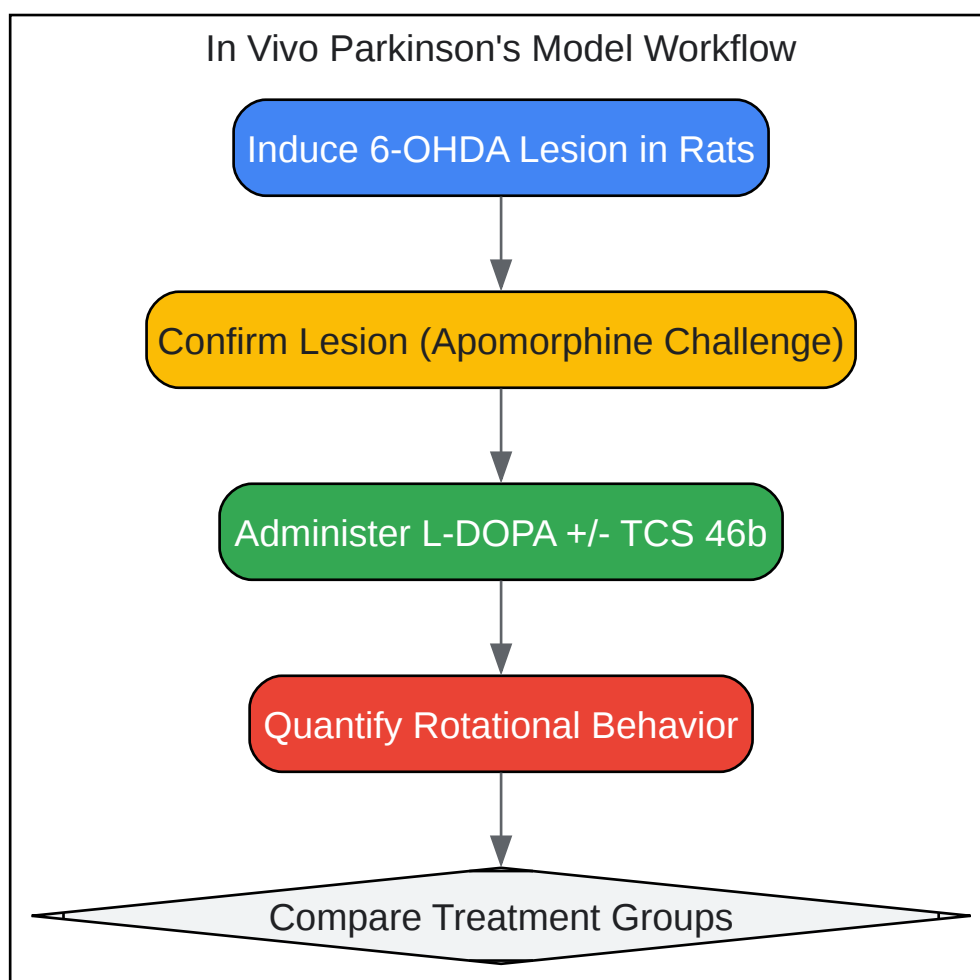 In Vivo Parkinson's Model Workflow
Induce 6-OHDA Lesion in Rats
Confirm Lesion (Apomorphine Challenge)
Administer L-DOPA +/- TCS 46b
Quantify Rotational Behavior
Compare Treatment Groups